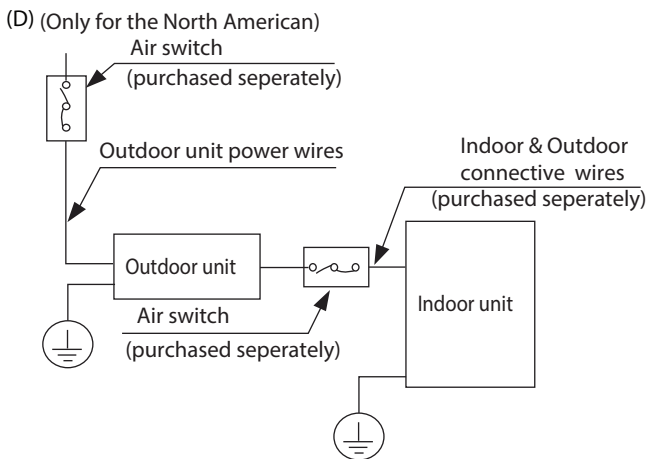 (D) (Only for the North American)
Air switch
(purchased seperately)
Outdoor unit power wires
Indoor & Outdoor
connective wires
(purchased seperately)
Outdoor unit
Indoor unit
Air switch
(purchased seperately)